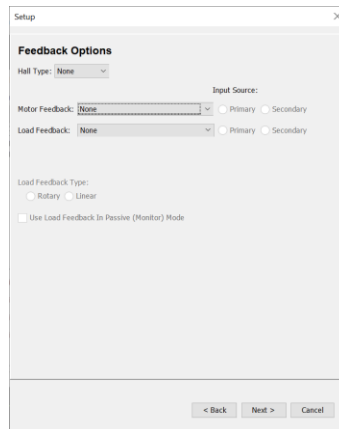 Setup
Feedback Options
Hall Type: None
Input Source:
Motor Feedback: None Primary Secondary
Load Feedback: None Primary Secondary
Load Feedback Type:
Rotary Linear
Use Load Feedback In Passive (Monitor) Mode
< Back Next > Cancel